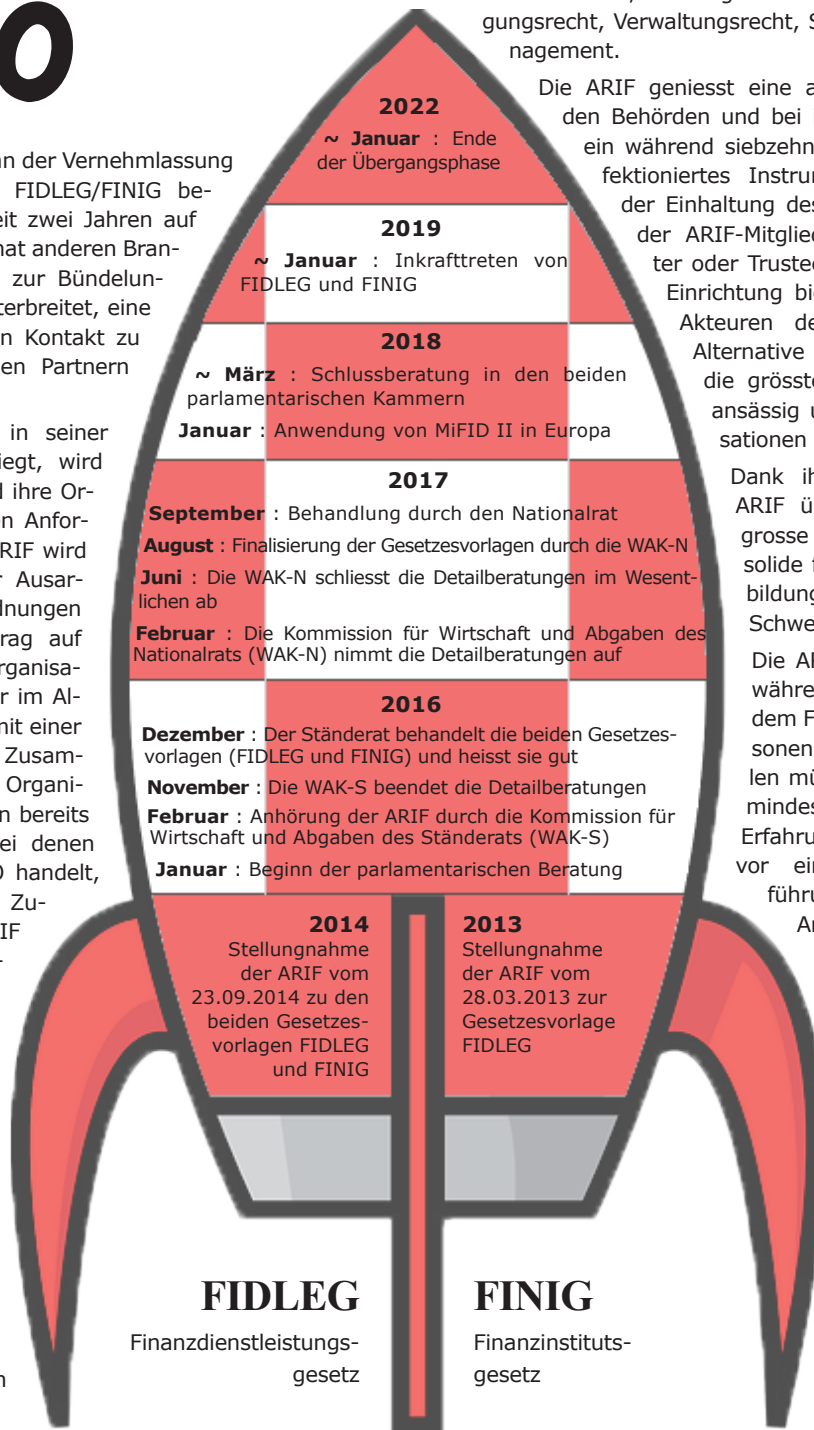 o
an der Vernehmlassung
FIDLEG/FINIG be-
eit zwei Jahren auf
hat anderen Bran-
zur Bündelun-
terbreitet, eine
n Kontakt zu
en Partnern
in seiner
iegt, wird
d ihre Or-
en Anfor-
RIF wird
r Ausar-
dnungen
rag auf
rganisa-
r im Al-
mit einer
Zusam-
Organi-
n bereits
ei denen
O handelt,
Zu-
IF
-
n
2022
~ Januar : Ende
der Übergangsphase
2019
~ Januar : Inkrafttreten von
FIDLEG und FINIG
2018
~ März : Schlussberatung in den beiden
parlamentarischen Kammern
Januar : Anwendung von MiFID II in Europa
2017
September : Behandlung durch den Nationalrat
August : Finalisierung der Gesetzesvorlagen durch die WAK-N
Juni : Die WAK-N schliesst die Detailberatungen im Wesent-
lichen ab
Februar : Die Kommission für Wirtschaft und Abgaben des
Nationalrats (WAK-N) nimmt die Detailberatungen auf
2016
Dezember : Der Ständerat behandelt die beiden Gesetzes-
vorlagen (FIDLEG und FINIG) und heisst sie gut
November : Die WAK-S beendet die Detailberatungen
Februar : Anhörung der ARIF durch die Kommission für
Wirtschaft und Abgaben des Ständerats (WAK-S)
Januar : Beginn der parlamentarischen Beratung
2014
Stellungnahme
der ARIF vom
23.09.2014 zu den
beiden Gesetzes-
vorlagen FIDLEG
und FINIG
2013
Stellungnahme
der ARIF vom
28.03.2013 zur
Gesetzesvorlage
FIDLEG
FIDLEG
Finanzdienstleistungs-
gesetz
FINIG
Finanzinstituts-
gesetz
gungsrecht, Verwaltungsrecht, S
nagement.
Die ARIF geniesst eine a
den Behörden und bei
ein während siebzehn
fektioniertes Instru
der Einhaltung des
der ARIF-Mitglied
ter oder Trustee
Einrichtung bie
Akteuren de
Alternative
die grösste
ansässig u
sationen
Dank ih
ARIF ü
grosse
solide f
bildung
Schwe
Die AR
währe
dem F
sonen
len mü
mindes
Erfahru
vor ein
führu
An